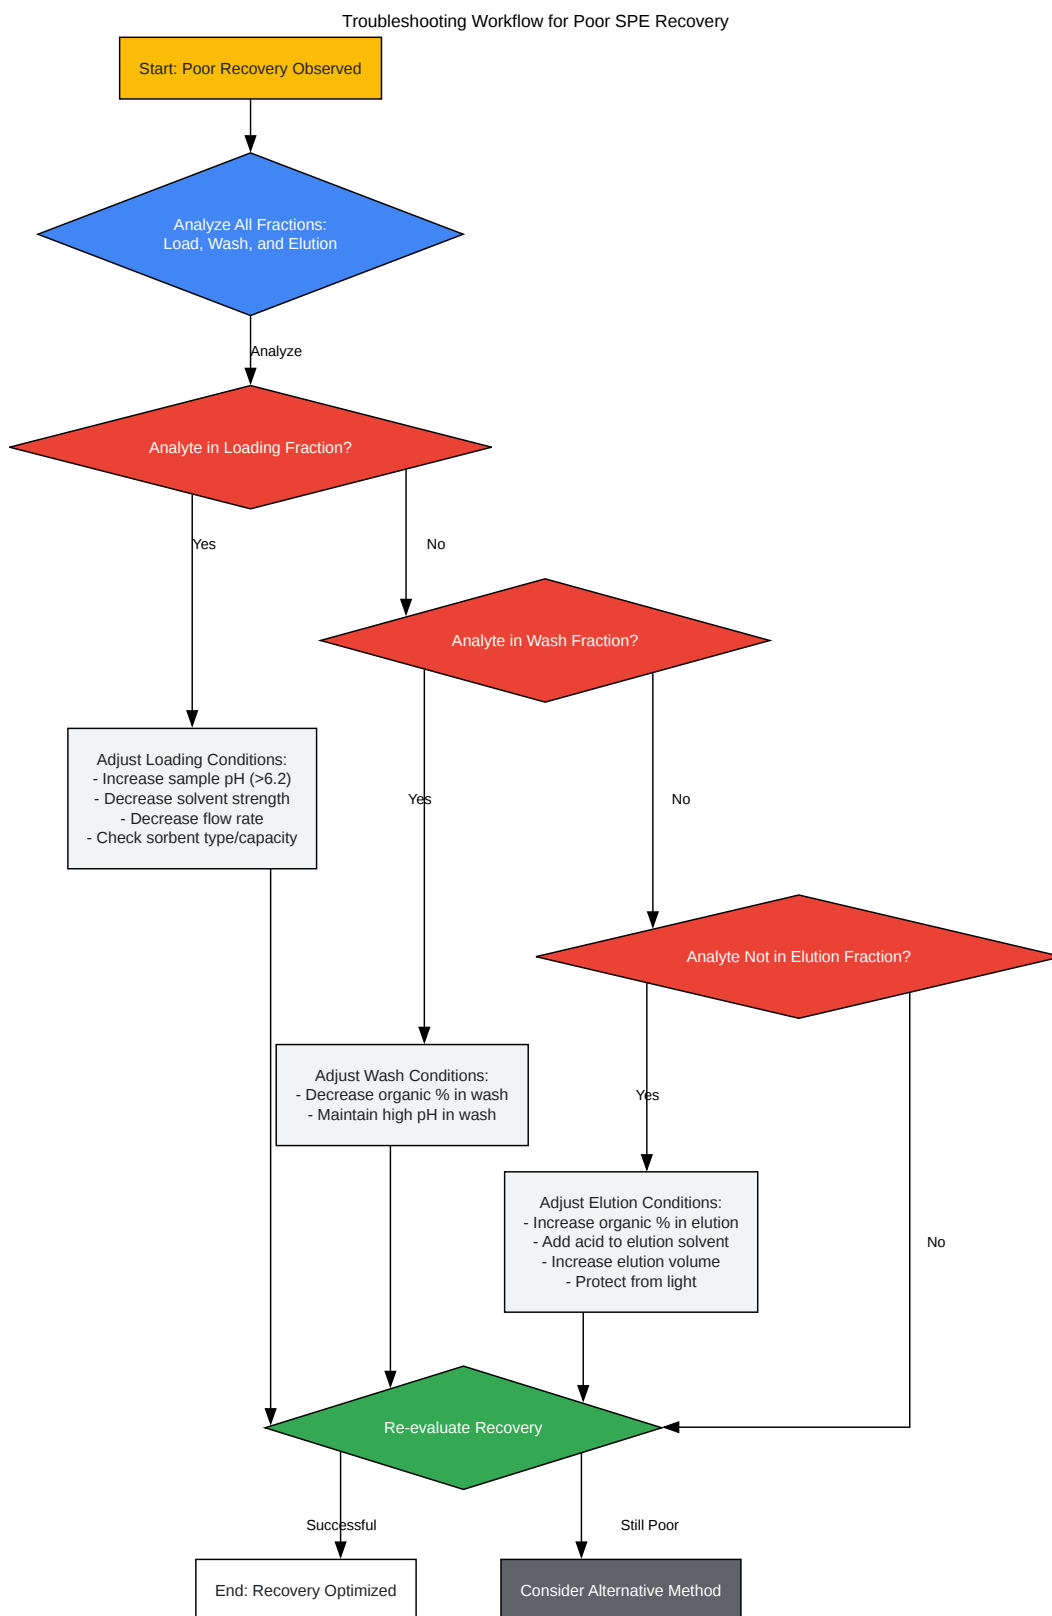 Troubleshooting Workflow for Poor SPE Recovery
Start: Poor Recovery Observed
Analyze All Fractions:
Load, Wash, and Elution
Analyze
Analyte in Loading Fraction?
Yes
No
Analyte in Wash Fraction?
Adjust Loading Conditions:
- Increase sample pH (>6.2)
- Decrease solvent strength
- Decrease flow rate
- Check sorbent type/capacity
Yes
No
Analyte Not in Elution Fraction?
Adjust Wash Conditions:
- Decrease organic % in wash
- Maintain high pH in wash
Yes
Adjust Elution Conditions:
- Increase organic % in elution
- Add acid to elution solvent
- Increase elution volume
- Protect from light
No
Re-evaluate Recovery
Successful
Still Poor
End: Recovery Optimized
Consider Alternative Method